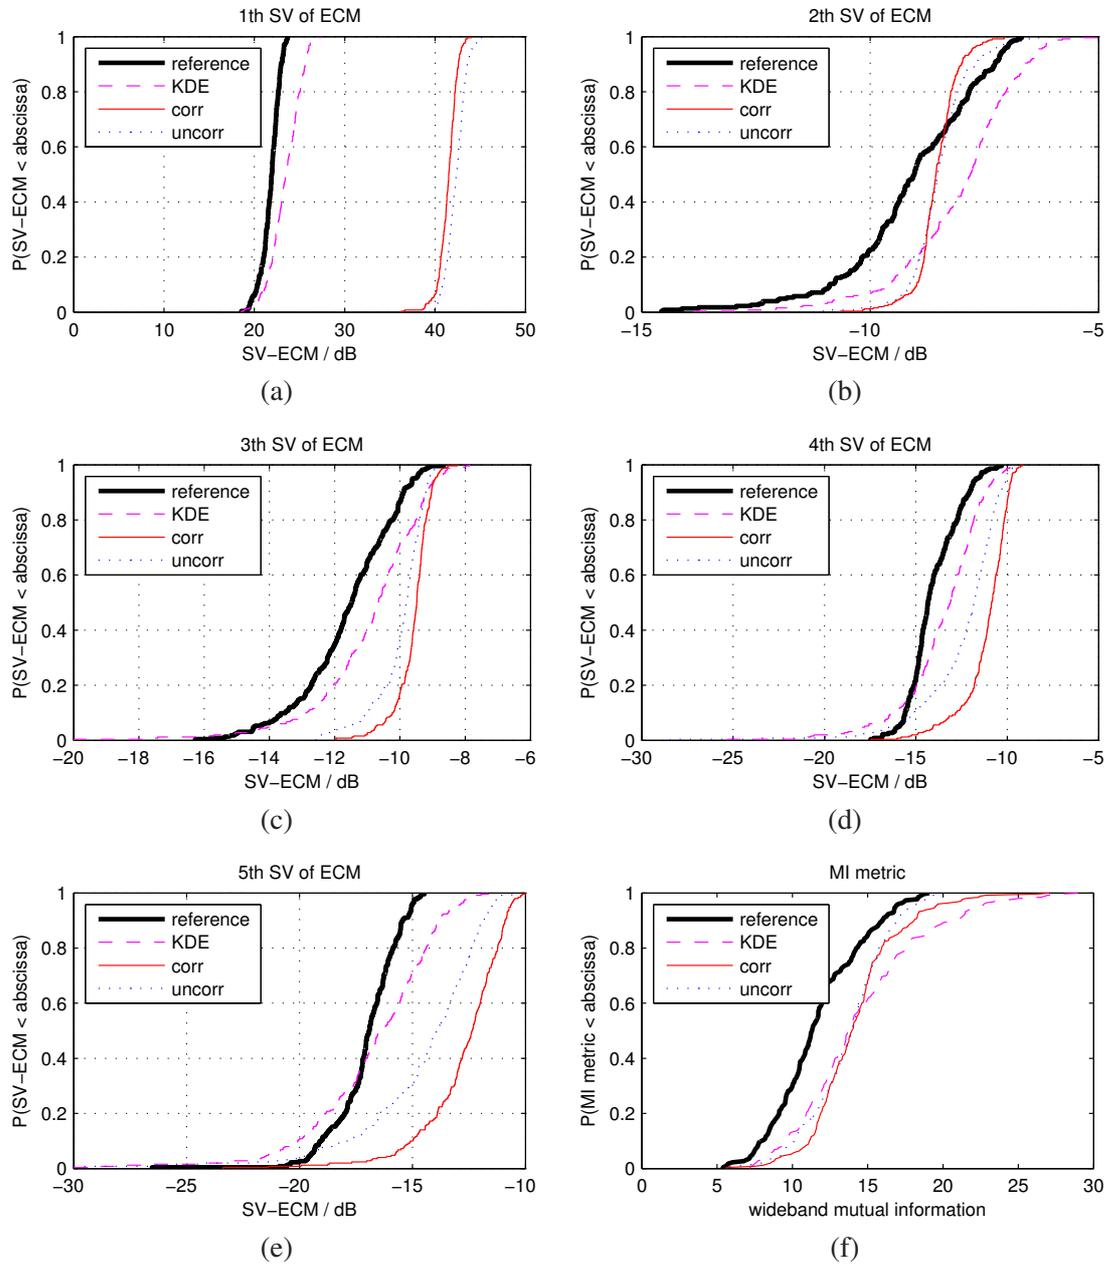 1th SV of ECM
P(SV−ECM < abscissa)
1
0.8
0.6
0.4
0.2
0
reference
KDE
corr
uncorr
0 10 20 30 40 50
SV−ECM / dB
(a)
2th SV of ECM
P(SV−ECM < abscissa)
1
0.8
0.6
0.4
0.2
0
reference
KDE
corr
uncorr
−15 −10 −5
SV−ECM / dB
(b)
3th SV of ECM
P(SV−ECM < abscissa)
1
0.8
0.6
0.4
0.2
0
reference
KDE
corr
uncorr
−20 −18 −16 −14 −12 −10 −8 −6
SV−ECM / dB
(c)
4th SV of ECM
P(SV−ECM < abscissa)
1
0.8
0.6
0.4
0.2
0
reference
KDE
corr
uncorr
−30 −25 −20 −15 −10 −5
SV−ECM / dB
(d)
5th SV of ECM
P(SV−ECM < abscissa)
1
0.8
0.6
0.4
0.2
0
reference
KDE
corr
uncorr
−30 −25 −20 −15 −10
SV−ECM / dB
(e)
MI metric
P(MI metric < abscissa)
1
0.8
0.6
0.4
0.2
0
reference
KDE
corr
uncorr
0 5 10 15 20 25 30
wideband mutual information
(f)